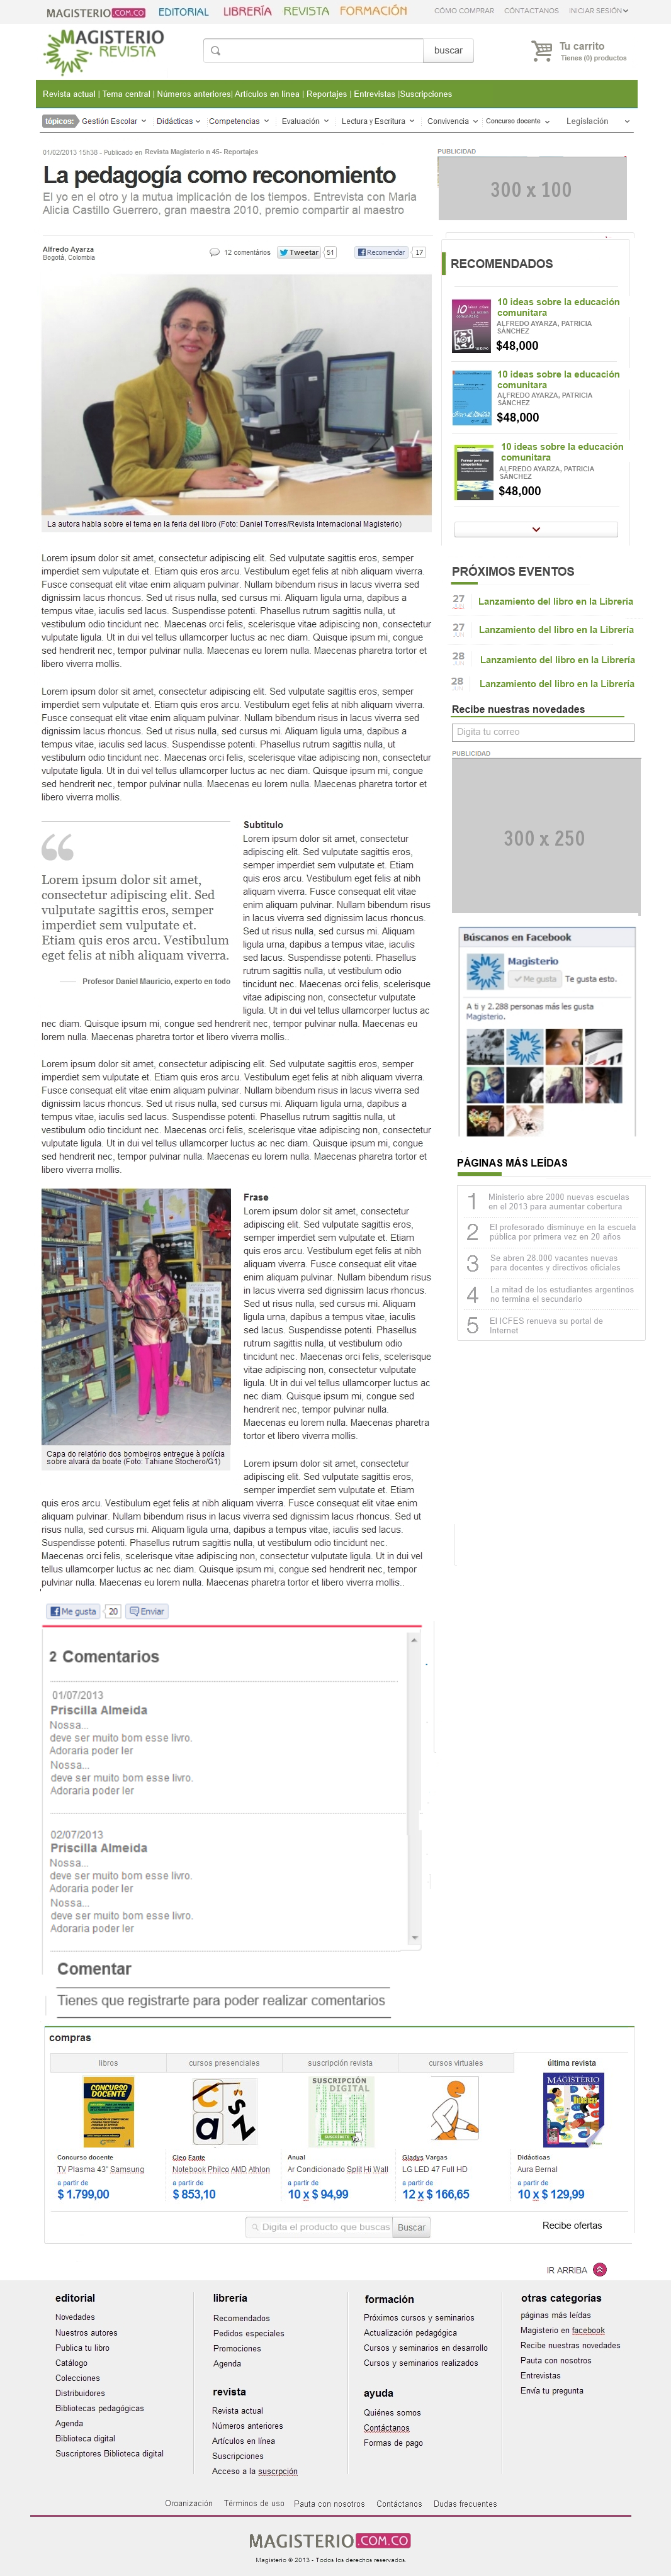 MAGISTERIO COM.CO EDITORIAL LIBRERÍA REVISTA FORMACIÓN CÓMO COMPRAR CÓNTACTANOS INICIAR SESIÓN
MAGISTERIO
REVISTA
buscar
Tu carrito
Tienes (0) productos
Revista actual | Tema central | Números anteriores| Artículos en línea | Reportajes | Entrevistas |Suscripciones
tópicos: Gestión Escolar Didácticas Competencias Evaluación Lectura y Escritura Convivencia Concurso docente Legislación
01/02/2013 15h38 - Publicado en Revista Magisterio n 45- Reportajes
La pedagogía como reconomiento
El yo en el otro y la mutua implicación de los tiempos. Entrevista con Maria
Alicia Castillo Guerrero, gran maestra 2010, premio compartir al maestro
Alfredo Ayarza
Bogotá, Colombia
12 comentários Tweetar 51 Recomendar 17
La autora habla sobre el tema en la feria del libro (Foto: Daniel Torres/Revista Internacional Magisterio)
Lorem ipsum dolor sit amet, consectetur adipiscing elit. Sed vulputate sagittis eros, semper
imperdiet sem vulputate et. Etiam quis eros arcu. Vestibulum eget felis at nibh aliquam viverra.
Fusce consequat elit vitae enim aliquam pulvinar. Nullam bibendum risus in lacus viverra sed
dignissim lacus rhoncus. Sed ut risus nulla, sed cursus mi. Aliquam ligula urna, dapibus a
tempus vitae, iaculis sed lacus. Suspendisse potenti. Phasellus rutrum sagittis nulla, ut
vestibulum odio tincidunt nec. Maecenas orci felis, scelerisque vitae adipiscing non, consectetur
vulputate ligula. Ut in dui vel tellus ullamcorper luctus ac nec diam. Quisque ipsum mi, congue
sed hendrerit nec, tempor pulvinar nulla. Maecenas eu lorem nulla. Maecenas pharetra tortor et
libero viverra mollis.
Lorem ipsum dolor sit amet, consectetur adipiscing elit. Sed vulputate sagittis eros, semper
imperdiet sem vulputate et. Etiam quis eros arcu. Vestibulum eget felis at nibh aliquam viverra.
Fusce consequat elit vitae enim aliquam pulvinar. Nullam bibendum risus in lacus viverra sed
dignissim lacus rhoncus. Sed ut risus nulla, sed cursus mi. Aliquam ligula urna, dapibus a
tempus vitae, iaculis sed lacus. Suspendisse potenti. Phasellus rutrum sagittis nulla, ut
vestibulum odio tincidunt nec. Maecenas orci felis, scelerisque vitae adipiscing non, consectetur
vulputate ligula. Ut in dui vel tellus ullamcorper luctus ac nec diam. Quisque ipsum mi, congue
sed hendrerit nec, tempor pulvinar nulla. Maecenas eu lorem nulla. Maecenas pharetra tortor et
libero viverra mollis.
Lorem ipsum dolor sit amet,
consectetur adipiscing elit. Sed
vulputate sagittis eros, semper
imperdiet sem vulputate et.
Etiam quis eros arcu. Vestibulum
eget felis at nibh aliquam viverra.
Profesor Daniel Mauricio, experto en todo
Subtítulo
Lorem ipsum dolor sit amet, consectetur
adipiscing elit. Sed vulputate sagittis eros,
semper imperdiet sem vulputate et. Etiam
quis eros arcu. Vestibulum eget felis at nibh
aliquam viverra. Fusce consequat elit vitae
enim aliquam pulvinar. Nullam bibendum risus
in lacus viverra sed dignissim lacus rhoncus.
Sed ut risus nulla, sed cursus mi. Aliquam
ligula urna, dapibus a tempus vitae, iaculis
sed lacus. Suspendisse potenti. Phasellus
rutrum sagittis nulla, ut vestibulum odio
tincidunt nec. Maecenas orci felis, scelerisque
vitae adipiscing non, consectetur vulputate
ligula. Ut in dui vel tellus ullamcorper luctus ac
nec diam. Quisque ipsum mi, congue sed hendrerit nec, tempor pulvinar nulla. Maecenas eu
lorem nulla. Maecenas pharetra tortor et libero viverra mollis..
Lorem ipsum dolor sit amet, consectetur adipiscing elit. Sed vulputate sagittis eros, semper
imperdiet sem vulputate et. Etiam quis eros arcu. Vestibulum eget felis at nibh aliquam viverra.
Fusce consequat elit vitae enim aliquam pulvinar. Nullam bibendum risus in lacus viverra sed
dignissim lacus rhoncus. Sed ut risus nulla, sed cursus mi. Aliquam ligula urna, dapibus a
tempus vitae, iaculis sed lacus. Suspendisse potenti. Phasellus rutrum sagittis nulla, ut
vestibulum odio tincidunt nec. Maecenas orci felis, scelerisque vitae adipiscing non, consectetur
vulputate ligula. Ut in dui vel tellus ullamcorper luctus ac nec diam. Quisque ipsum mi, congue
sed hendrerit nec, tempor pulvinar nulla. Maecenas eu lorem nulla. Maecenas pharetra tortor et
libero viverra mollis.
Capa do relatório dos bombeiros entregue à polícia
sobre alvará da boate (Foto: Tahiane Stochero/G1)
Frase
Lorem ipsum dolor sit amet, consectetur
adipiscing elit. Sed vulputate sagittis eros,
semper imperdiet sem vulputate et. Etiam
quis eros arcu. Vestibulum eget felis at nibh
aliquam viverra. Fusce consequat elit vitae
enim aliquam pulvinar. Nullam bibendum risus
in lacus viverra sed dignissim lacus rhoncus.
Sed ut risus nulla, sed cursus mi. Aliquam
ligula urna, dapibus a tempus vitae, iaculis
sed lacus. Suspendisse potenti. Phasellus
rutrum sagittis nulla, ut vestibulum odio
tincidunt nec. Maecenas orci felis, scelerisque
vitae adipiscing non, consectetur vulputate
ligula. Ut in dui vel tellus ullamcorper luctus ac
nec diam. Quisque ipsum mi, congue sed
hendrerit nec, tempor pulvinar nulla.
Maecenas eu lorem nulla. Maecenas pharetra
tortor et libero viverra mollis.
Lorem ipsum dolor sit amet, consectetur
adipiscing elit. Sed vulputate sagittis eros,
semper imperdiet sem vulputate et. Etiam
quis eros arcu. Vestibulum eget felis at nibh aliquam viverra. Fusce consequat elit vitae enim
aliquam pulvinar. Nullam bibendum risus in lacus viverra sed dignissim lacus rhoncus. Sed ut
risus nulla, sed cursus mi. Aliquam ligula urna, dapibus a tempus vitae, iaculis sed lacus.
Suspendisse potenti. Phasellus rutrum sagittis nulla, ut vestibulum odio tincidunt nec.
Maecenas orci felis, scelerisque vitae adipiscing non, consectetur vulputate ligula. Ut in dui vel
tellus ullamcorper luctus ac nec diam. Quisque ipsum mi, congue sed hendrerit nec, tempor
pulvinar nulla. Maecenas eu lorem nulla. Maecenas pharetra tortor et libero viverra mollis..
Me gusta 20 Enviar
2 Comentarios
01/07/2013
Priscilla Almeida
Nossa...
deve ser muito bom esse livro.
Adoraria poder ler
Nossa...
deve ser muito bom esse livro.
Adoraria poder ler
02/07/2013
Priscilla Almeida
Nossa...
deve ser muito bom esse livro.
Adoraria poder ler
Nossa...
deve ser muito bom esse livro.
Adoraria poder ler
Comentar
Tienes que registrarte para poder realizar comentarios
PUBLICIDAD
300 x 100
RECOMENDADOS
10 ideas sobre la educación
comunitara
ALFREDO AYARZA, PATRICIA
SÁNCHEZ
$48,000
10 ideas sobre la educación
comunitara
ALFREDO AYARZA, PATRICIA
SÁNCHEZ
$48,000
10 ideas sobre la educación
comunitara
ALFREDO AYARZA, PATRICIA
SÁNCHEZ
$48,000
PRÓXIMOS EVENTOS
27 Lanzamiento del libro en la Librería
27 JUN Lanzamiento del libro en la Librería
28 JUN Lanzamiento del libro en la Librería
28 JUN Lanzamiento del libro en la Librería
Recibe nuestras novedades
Digita tu correo
PUBLICIDAD
300 x 250
Búscanos en Facebook
Magisterio
Me gusta Te gusta esto.
A ti y 2.288 personas más les gusta
Magisterio.
PÁGINAS MÁS LEÍDAS
1 Ministerio abre 2000 nuevas escuelas
en el 2013 para aumentar cobertura
2 El profesorado disminuye en la escuela
pública por primera vez en 20 años
3 Se abren 28.000 vacantes nuevas
para docentes y directivos oficiales
4 La mitad de los estudiantes argentinos
no termina el secundario
5 El ICFES renueva su portal de
Internet
compras
libros cursos presenciales suscripción revista cursos virtuales última revista
CONCURSO
DOCENTE
SUSCRIPCIÓN
DIGITAL
SUSCRÍBETE
MAGISTERIO
Concurso docente
TV Plasma 43" Samsung
a partir de
$ 1.799,00
Cleo Fante
Notebook Philco AMD Athlon
a partir de
$ 853,10
Anual
Ar Condicionado Split Hi Wall
a partir de
10 x $ 94,99
Gladys Vargas
LG LED 47 Full HD
a partir de
12 x $ 166,65
Didácticas
Aura Bernal
a partir de
10 x $ 129,99
Digita el producto que buscas Buscar
Recibe ofertas
IR ARRIBA
editorial
Novedades
Nuestros autores
Publica tu libro
Catálogo
Colecciones
Distribuidores
Bibliotecas pedagógicas
Agenda
Biblioteca digital
Suscriptores Biblioteca digital
librería
Recomendados
Pedidos especiales
Promociones
Agenda
revista
Revista actual
Números anteriores
Artículos en línea
Suscripciones
Acceso a la suscrpción
formación
Próximos cursos y seminarios
Actualización pedagógica
Cursos y seminarios en desarrollo
Cursos y seminarios realizados
ayuda
Quiénes somos
Contáctanos
Formas de pago
otras categorías
páginas más leídas
Magisterio en facebook
Recibe nuestras novedades
Pauta con nosotros
Entrevistas
Envía tu pregunta
Organización Términos de uso Pauta con nosotros Contáctanos Dudas frecuentes
MAGISTERIO COM.CO
Magisterio © 2013 - Todos los derechos reservados.